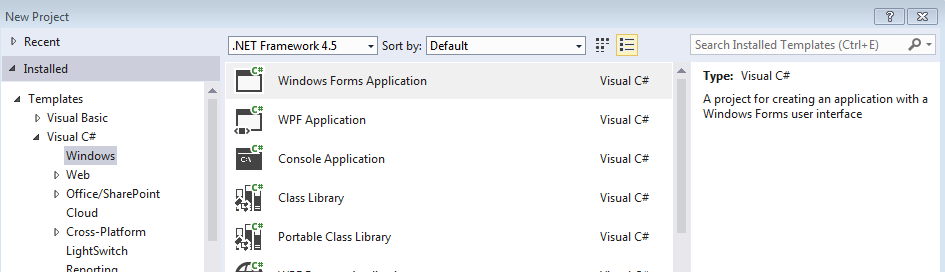 New Project
Recent
.NET Framework 4.5 Sort by: Default
Search Installed Templates (Ctrl+E)
Installed
Templates
Visual Basic
Visual C#
Windows
Web
Office/SharePoint
Cloud
Cross-Platform
LightSwitch
Reporting
Windows Forms Application Visual C#
WPF Application Visual C#
Console Application Visual C#
Class Library Visual C#
Portable Class Library Visual C#
Type: Visual C#
A project for creating an application with a
Windows Forms user interface